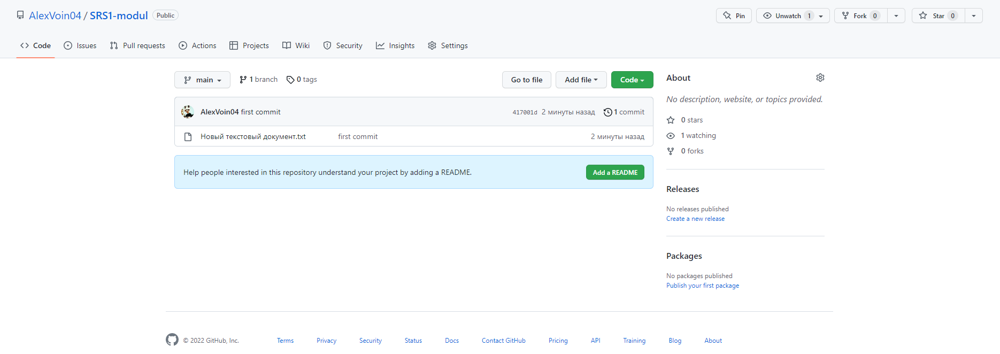 AlexVoin04 / SRS1-modul Public
Pin Unwatch 1 Fork 0 Star 0
Code Issues Pull requests Actions Projects Wiki Security Insights Settings
main 1 branch 0 tags Go to file Add file Code
AlexVoin04 first commit 417001d 2 минуты назад 1 commit
Новый текстовый документ.txt first commit 2 минуты назад
Help people interested in this repository understand your project by adding a README. Add a README
About
No description, website, or topics provided.
0 stars
1 watching
0 forks
Releases
No releases published
Create a new release
Packages
No packages published
Publish your first package
© 2022 GitHub, Inc. Terms Privacy Security Status Docs Contact GitHub Pricing API Training Blog About